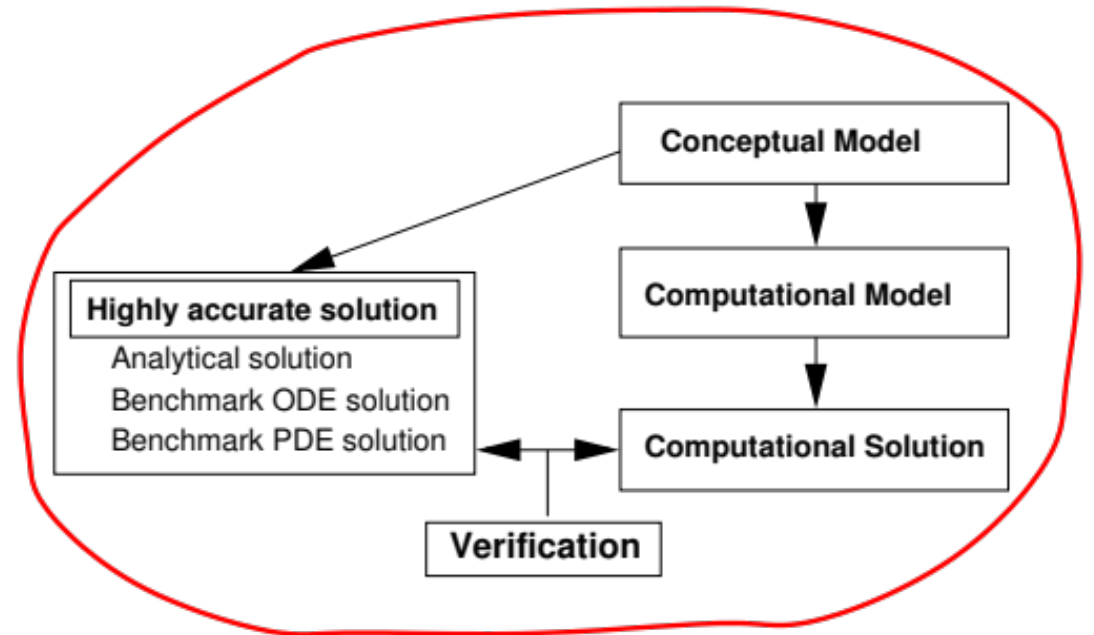 Conceptual Model
Computational Model
Highly accurate solution
Analytical solution
Benchmark ODE solution
Benchmark PDE solution
Computational Solution
Verification